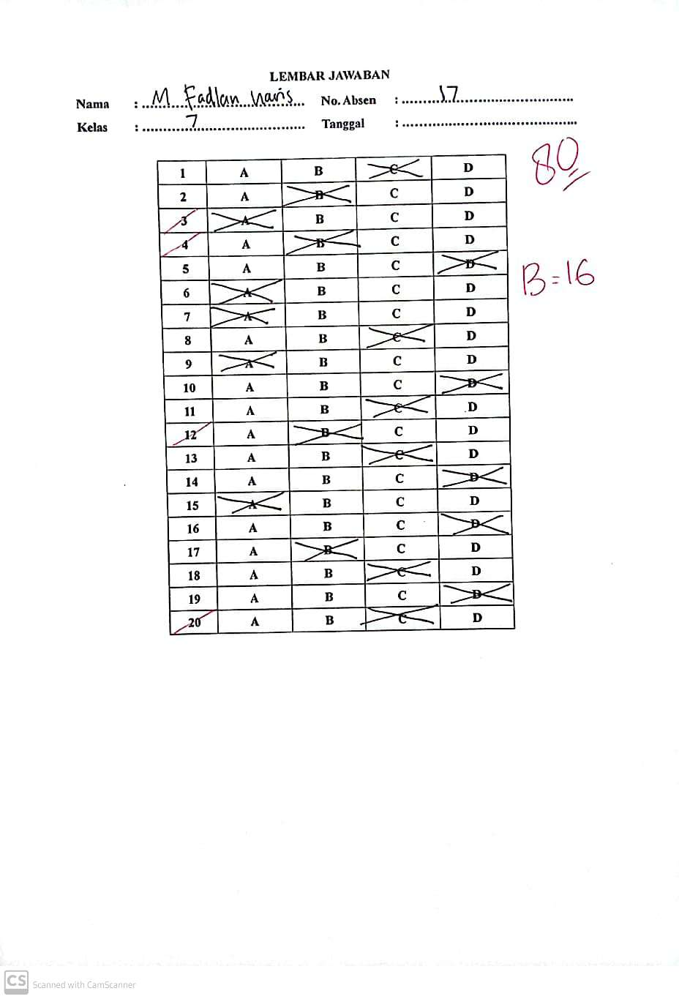 LEMBAR JAWABAN
Nama : M Fadlan haris No. Absen : 17
Kelas : 7 Tanggal :
80
1 A B C D
2 A B C D
3 A B C D
4 A B C D
5 A B C D
B = 16
6 A B C D
7 A B C D
8 A B C D
9 A B C D
10 A B C D
11 A B C D
12 A B C D
13 A B C D
14 A B C D
15 A B C D
16 A B C D
17 A B C D
18 A B C D
19 A B C D
20 A B C D
CS Scanned with CamScanner